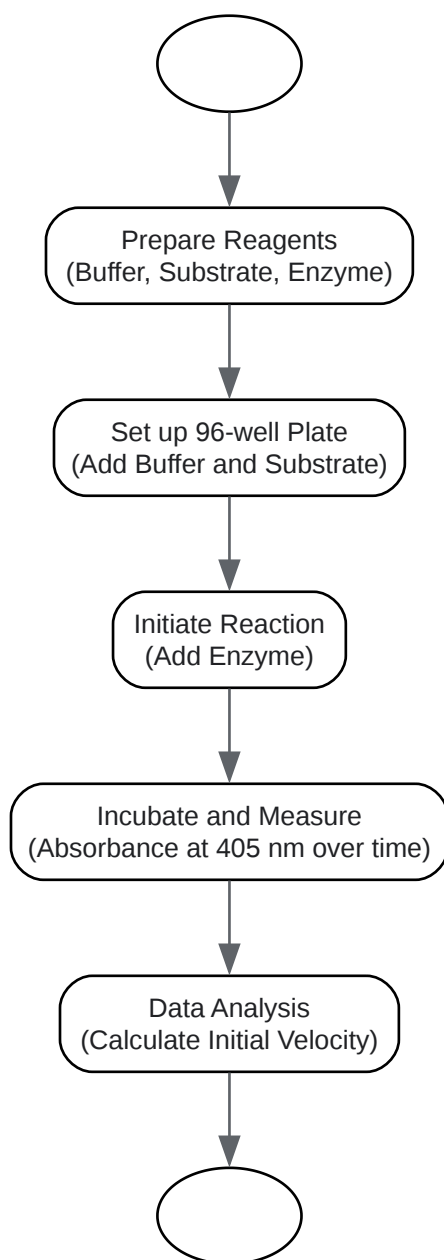 Prepare Reagents
(Buffer, Substrate, Enzyme)
Set up 96-well Plate
(Add Buffer and Substrate)
Initiate Reaction
(Add Enzyme)
Incubate and Measure
(Absorbance at 405 nm over time)
Data Analysis
(Calculate Initial Velocity)